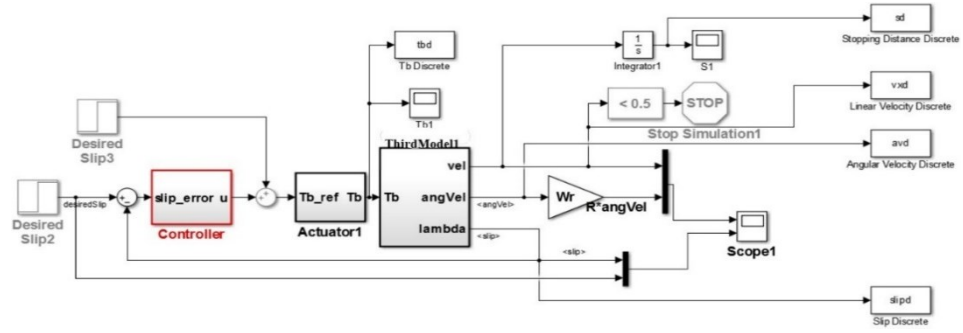 sd
Stopping Distance Discrete
tbd
Tb Discrete
1
s
Integrator1
S1
< 0.5
STOP
Stop Simulation1
vxd
Linear Velocity Discrete
Desired
Slip3
Th1
ThirdModel1
avd
Angular Velocity Discrete
vel
Desired
Slip2
desiredSlip
slip_error u
Controller
Tb_ref Tb
Actuator1
Tb
angVel
<angVel>
Wr
R*angVel
lambda
<slip>
<slip>
Scope1
slipd
Slip Discrete